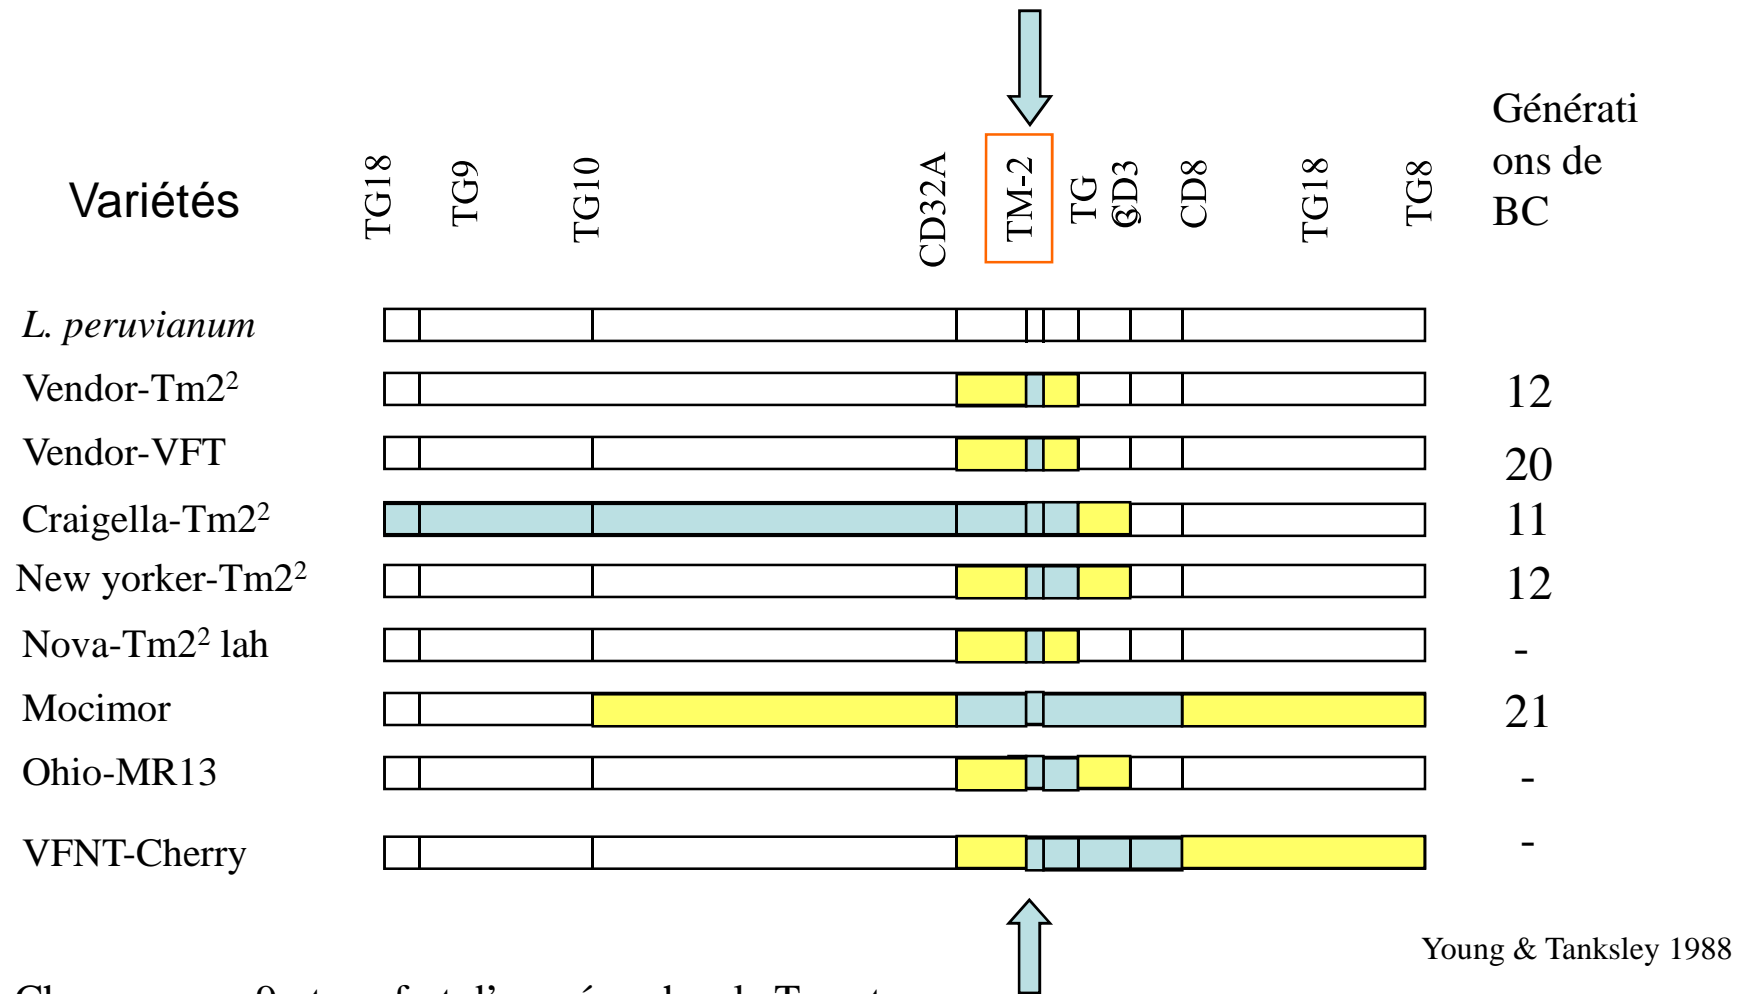 Variétés
TG18
TG9
TG10
CD32A
TM-2
TG
3
CD3
CD8
TG18
TG8
Générati
ons de
BC
L. peruvianum
Vendor-Tm2²
12
Vendor-VFT
20
Craigella-Tm2²
11
New yorker-Tm2²
12
Nova-Tm2² lah
-
Mocimor
21
Ohio-MR13
-
VFNT-Cherry
-
Young & Tanksley 1988